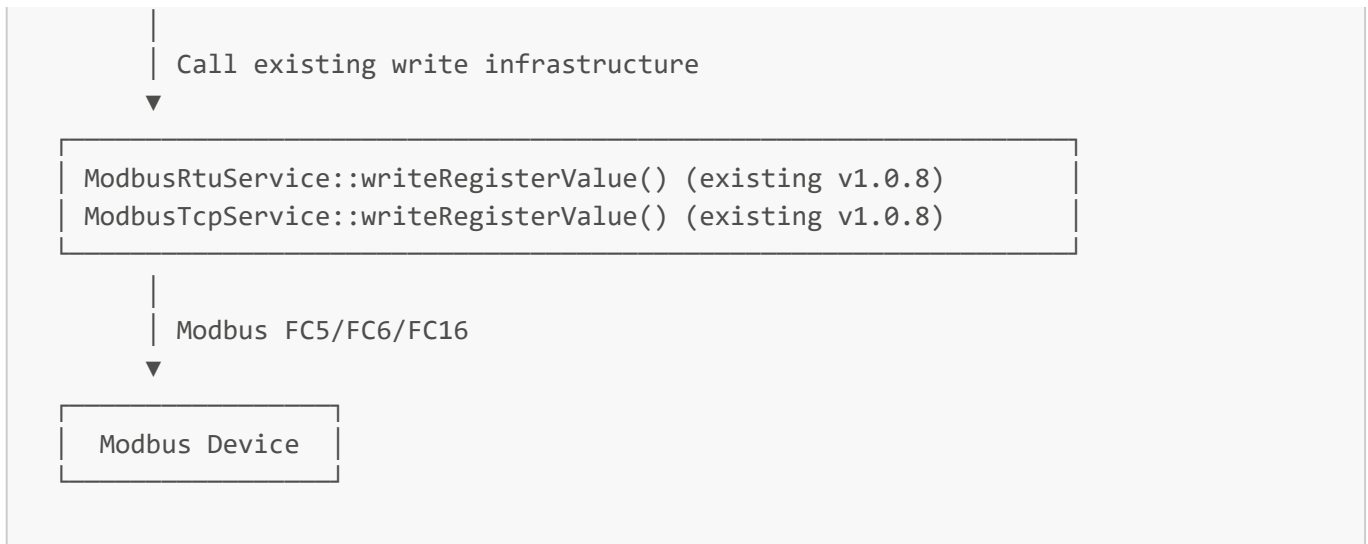 Call existing write infrastructure
ModbusRtuService::writeRegisterValue() (existing v1.0.8)
ModbusTcpService::writeRegisterValue() (existing v1.0.8)
Modbus FC5/FC6/FC16
Modbus Device